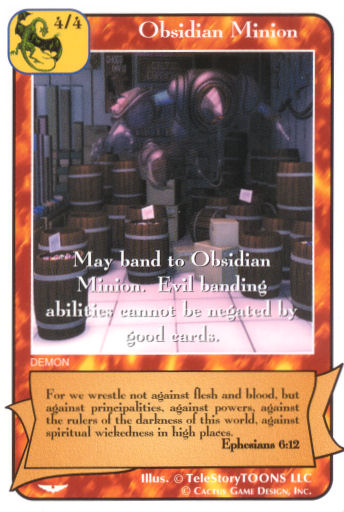 4/4
Obsidian Minion
May band to Obsidian
Minion. Evil banding
abilities cannot be negated by
good cards.
DEMON
For we wrestle not against flesh and blood, but
against principalities, against powers, against
the rulers of the darkness of this world, against
spiritual wickedness in high places.
Ephesians 6:12
Illus. © TeleStoryTOONS LLC
© Cactus Game Design, Inc.